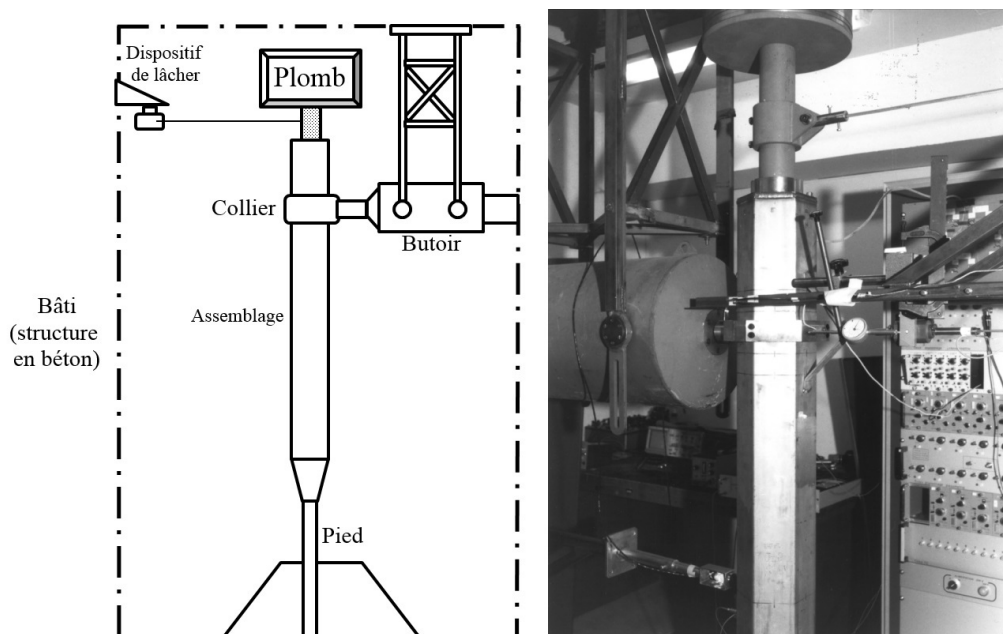 Dispositif
de lâcher
Plomb
Collier
Butoir
Assemblage
Bâti
(structure
en béton)
Pied